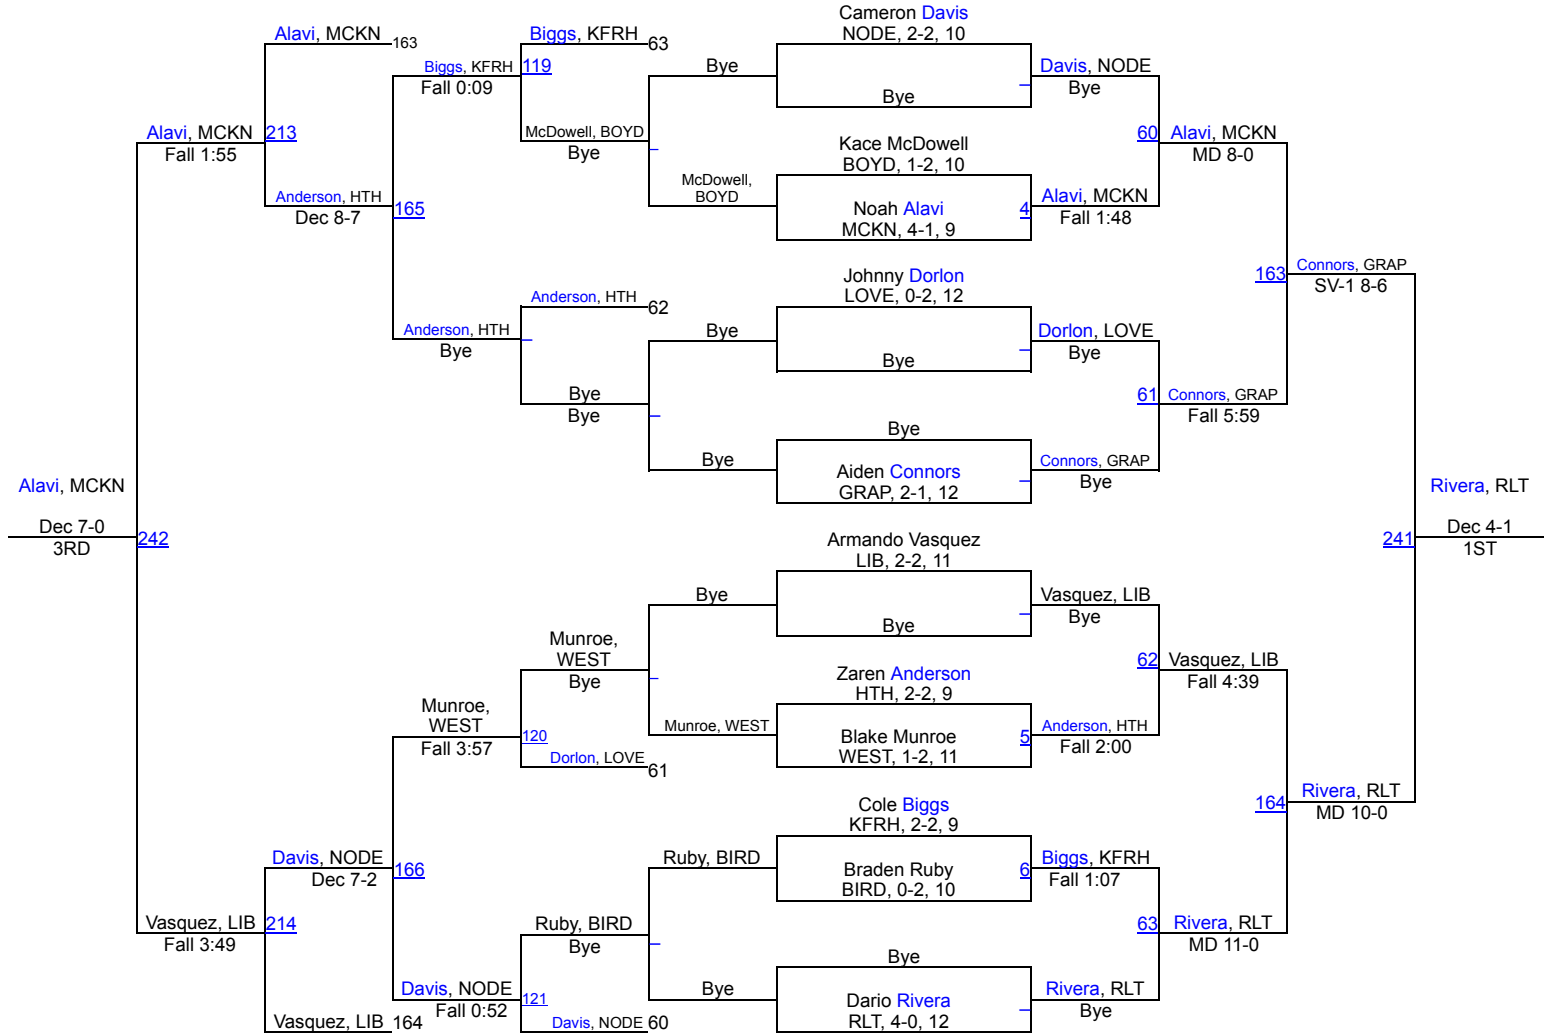 Cameron Davis
Alavi, MCKN 163
Biggs, KFRH 63
NODE, 2-2, 10
Biggs, KFRH 119
Bye
Davis, NODE
Fall 0:09
Bye
Bye
Alavi, MCKN 213
McDowell, BOYD
Kace McDowell
60 Alavi, MCKN
Fall 1:55
Bye
BOYD, 1-2, 10
MD 8-0
McDowell,
BOYD
Anderson, HTH 165
Noah Alavi
4 Alavi, MCKN
Dec 8-7
MCKN, 4-1, 9
Fall 1:48
Johnny Dorlon
163 Connors, GRAP
Anderson, HTH 62
LOVE, 0-2, 12
SV-1 8-6
Anderson, HTH
Bye
Dorlon, LOVE
Bye
Bye
Bye
Bye
61 Connors, GRAP
Bye
Fall 5:59
Bye
Bye
Aiden Connors
Connors, GRAP
GRAP, 2-1, 12
Bye
Alavi, MCKN
Rivera, RLT
Dec 7-0
242
Armando Vasquez
241
Dec 4-1
3RD
LIB, 2-2, 11
1ST
Bye
Vasquez, LIB
Bye
Bye
Munroe,
WEST
Bye
Zaren Anderson
62 Vasquez, LIB
HTH, 2-2, 9
Fall 4:39
Munroe,
WEST
Munroe, WEST
Blake Munroe
5 Anderson, HTH
Fall 3:57
120
WEST, 1-2, 11
Fall 2:00
Dorlon, LOVE 61
Cole Biggs
164 Rivera, RLT
KFRH, 2-2, 9
MD 10-0
Davis, NODE 166
Ruby, BIRD
Braden Ruby
6 Biggs, KFRH
Dec 7-2
BIRD, 0-2, 10
Fall 1:07
Vasquez, LIB 214
Ruby, BIRD
63 Rivera, RLT
Fall 3:49
Bye
MD 11-0
Bye
Davis, NODE 121
Bye
Dario Rivera
Rivera, RLT
Fall 0:52
RLT, 4-0, 12
Bye
Vasquez, LIB 164
Davis, NODE 60